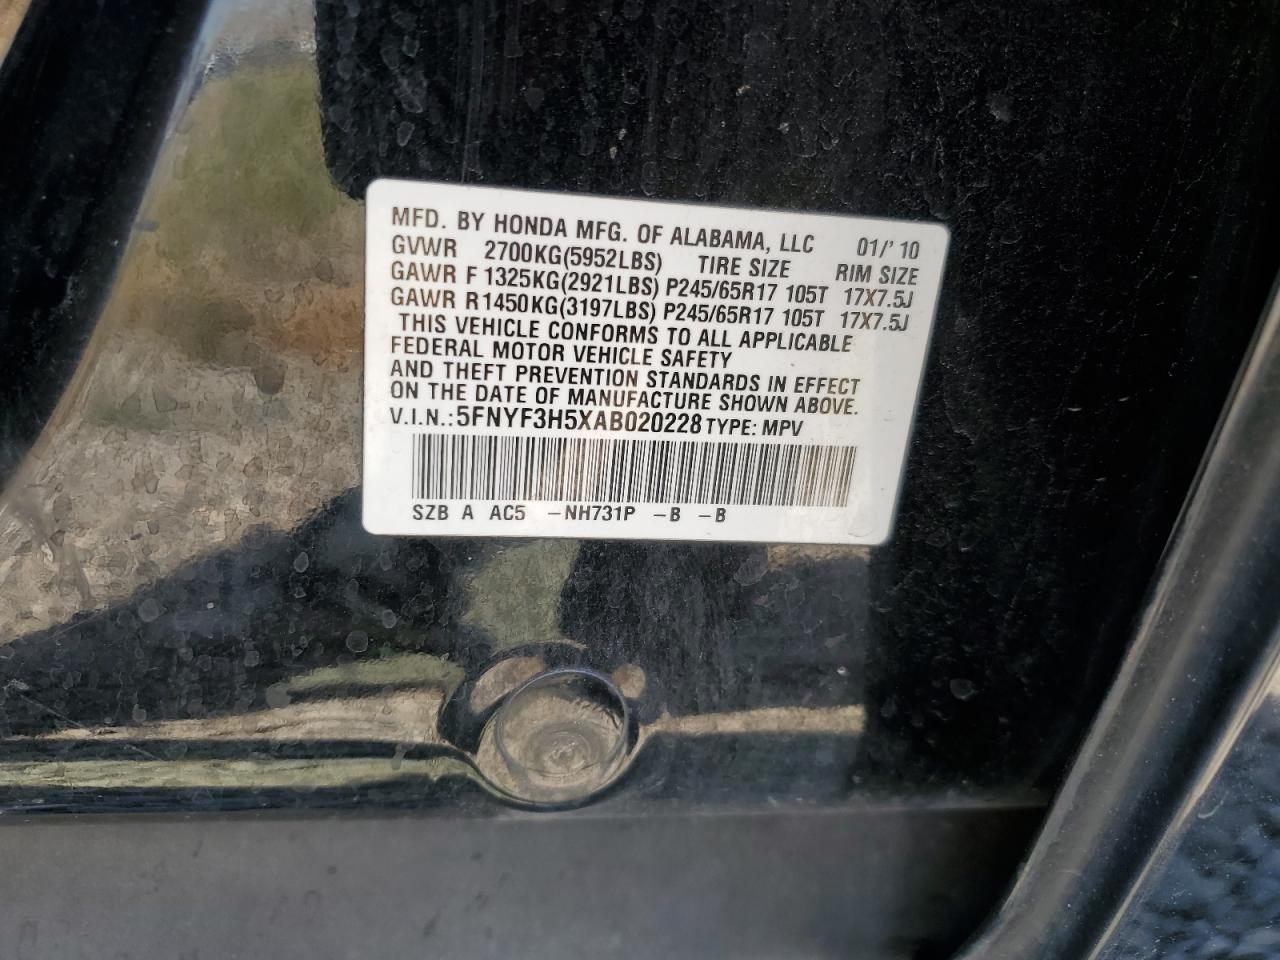 MFD. BY HONDA MFG. OF ALABAMA, LLC 01/'10
GVWR 2700KG(5952LBS) TIRE SIZE RIM SIZE
GAWR F 1325KG(2921LBS) P245/65R17 105T 17X7.5J
GAWR R1450KG(3197LBS) P245/65R17 105T 17X7.5J
THIS VEHICLE CONFORMS TO ALL APPLICABLE
FEDERAL MOTOR VEHICLE SAFETY
AND THEFT PREVENTION STANDARDS IN EFFECT
ON THE DATE OF MANUFACTURE SHOWN ABOVE.
V.I.N.:5FNYF3H5XAB020228 TYPE: MPV
SZB A AC5 -NH731P -B -B